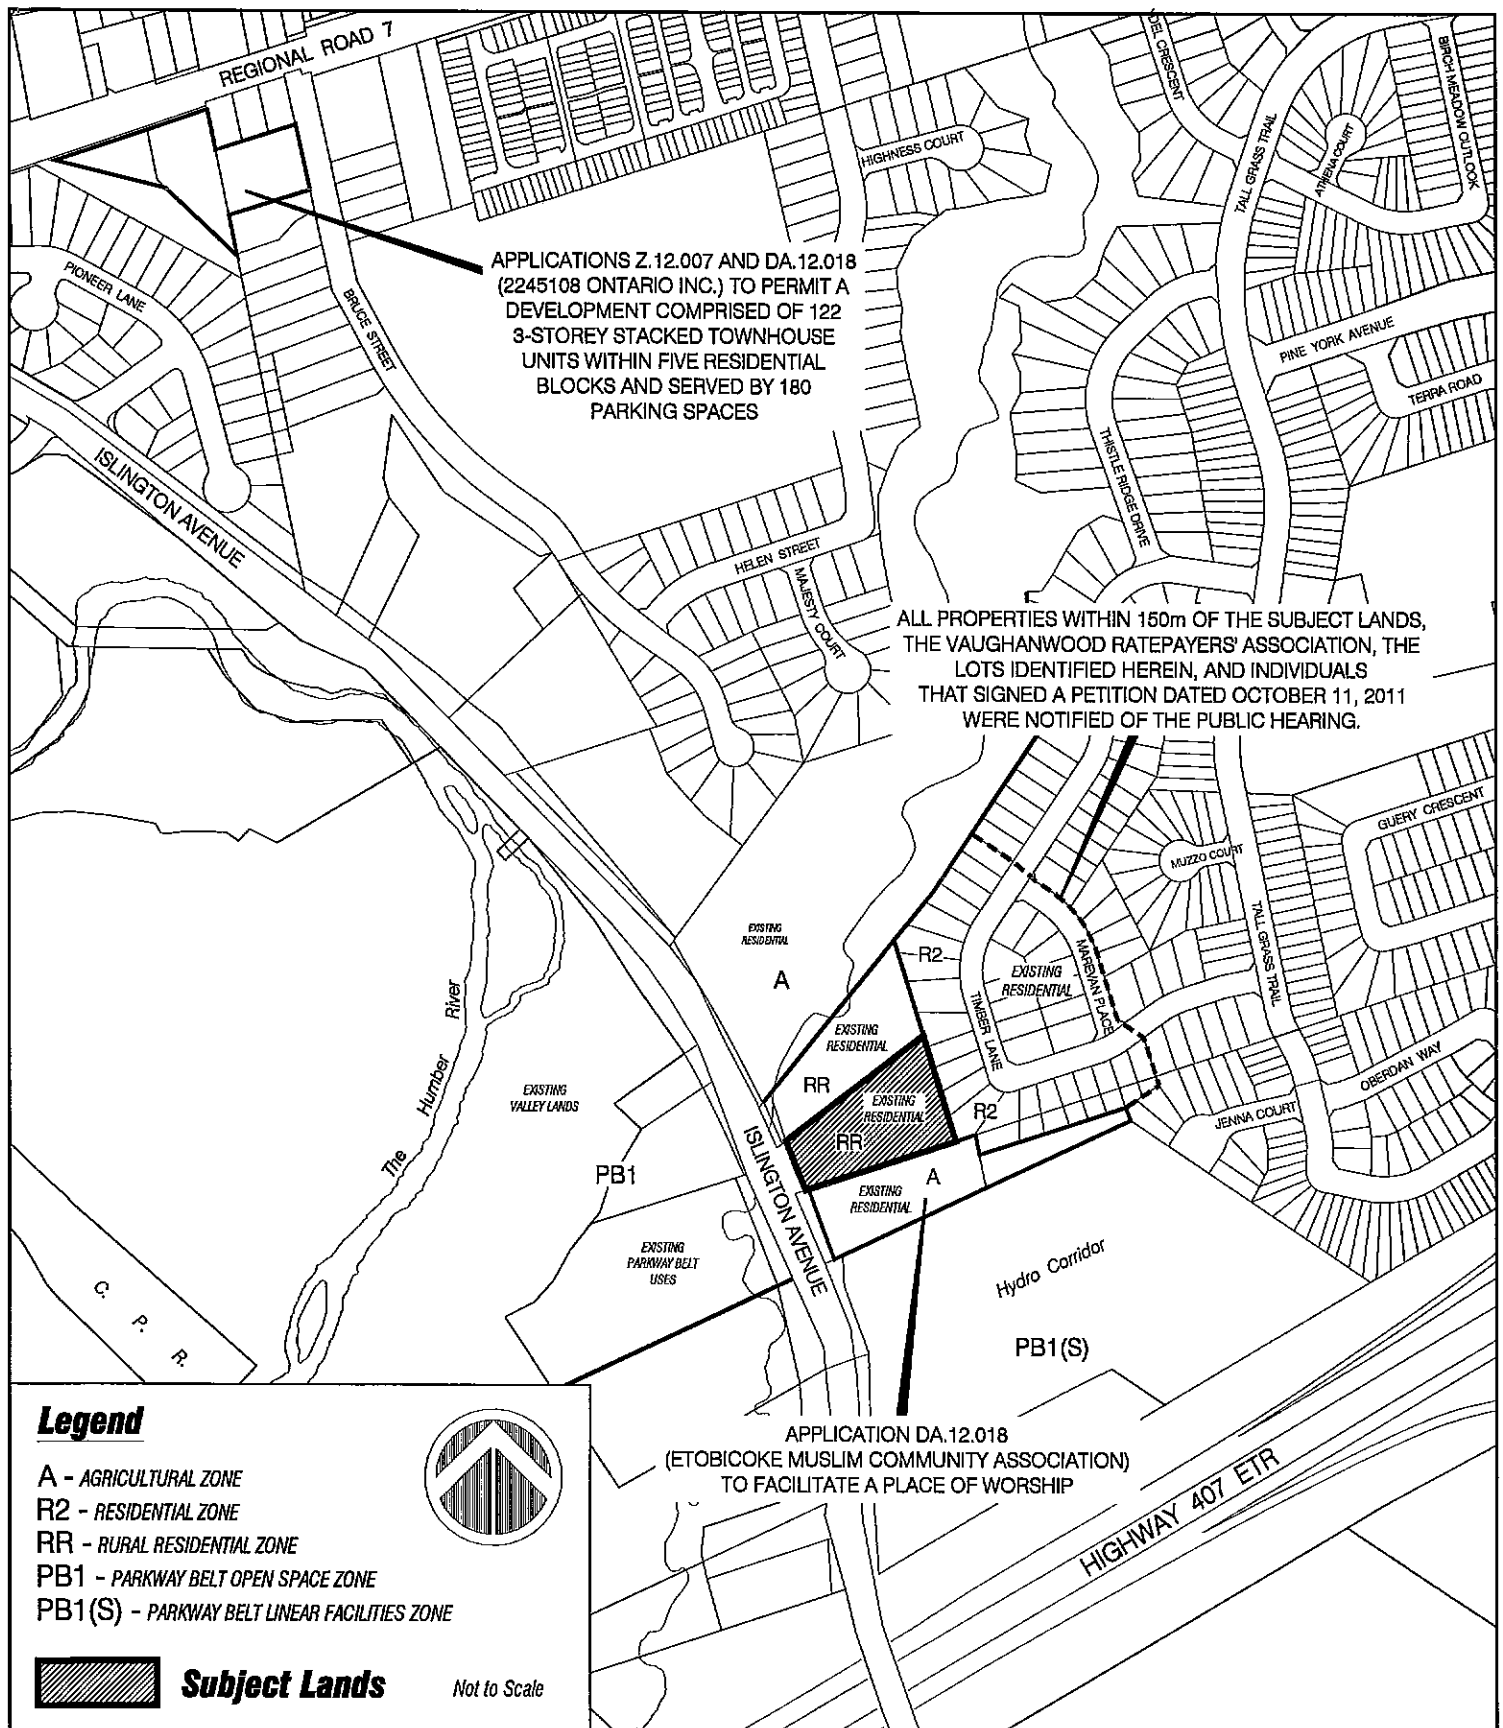 REGIONAL ROAD 7
DEL CRESCENT
TALL GRASS TRAIL
ATHENA COURT
BIRCH MEADOW OUTLOOK
HIGHNESS COURT
PIONEER LANE
BRUCE STREET
APPLICATIONS Z.12.007 AND DA.12.018
(2245108 ONTARIO INC.) TO PERMIT A
DEVELOPMENT COMPRISED OF 122
3-STOREY STACKED TOWNHOUSE
UNITS WITHIN FIVE RESIDENTIAL
BLOCKS AND SERVED BY 180
PARKING SPACES
PINE YORK AVENUE
TERRA ROAD
THISTLE RIDGE DRIVE
ISLINGTON AVENUE
HELEN STREET
MAJESTY COURT
ALL PROPERTIES WITHIN 150m OF THE SUBJECT LANDS,
THE VAUGHANWOOD RATEPAYERS' ASSOCIATION, THE
LOTS IDENTIFIED HEREIN, AND INDIVIDUALS
THAT SIGNED A PETITION DATED OCTOBER 11, 2011
WERE NOTIFIED OF THE PUBLIC HEARING.
GUERY CRESCENT
MUZZO COURT
TALL GRASS TRAIL
EXISTING
RESIDENTIAL
A
R2
EXISTING
RESIDENTIAL
MAREVAN PLACE
TIMBER LANE
The Humber River
EXISTING
RESIDENTIAL
RR
EXISTING
VALLEY LANDS
EXISTING
RESIDENTIAL
RR
R2
OBERDAN WAY
JENNA COURT
PB1
ISLINGTON AVENUE
A
EXISTING
RESIDENTIAL
EXISTING
PARKWAY BELT
USES
Hydro Corridor
PB1(S)
C. P. R.
APPLICATION DA.12.018
(ETOBICOKE MUSLIM COMMUNITY ASSOCIATION)
TO FACILITATE A PLACE OF WORSHIP
HIGHWAY 407 ETR
Legend
A - AGRICULTURAL ZONE
R2 - RESIDENTIAL ZONE
RR - RURAL RESIDENTIAL ZONE
PB1 - PARKWAY BELT OPEN SPACE ZONE
PB1(S) - PARKWAY BELT LINEAR FACILITIES ZONE
Subject Lands
Not to Scale